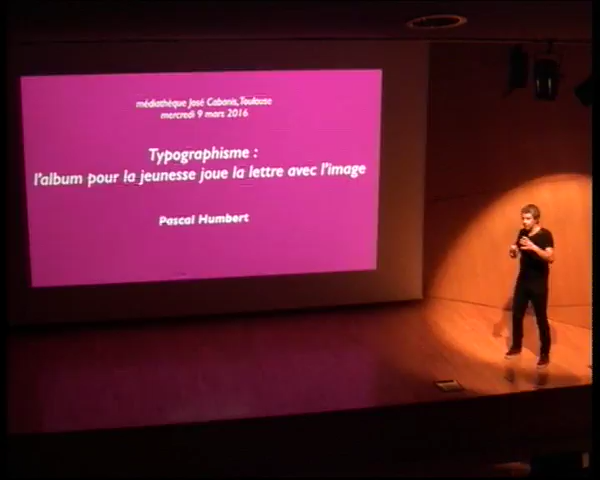 médiathèque José Cabanis, Toulouse
mercredi 9 mars 2016
Typographisme :
l'album pour la jeunesse joue la lettre avec l'image
Pascal Humbert